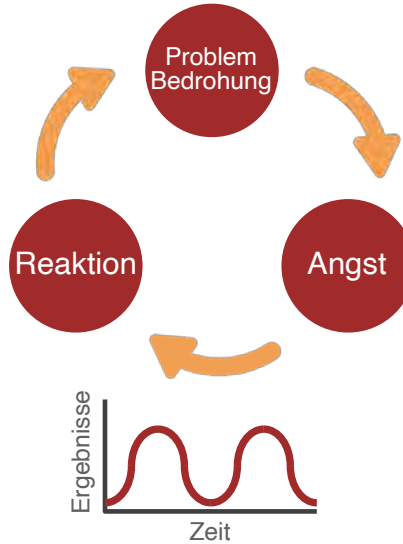 Problem
Bedrohung
Reaktion
Angst
Ergebnisse
Zeit